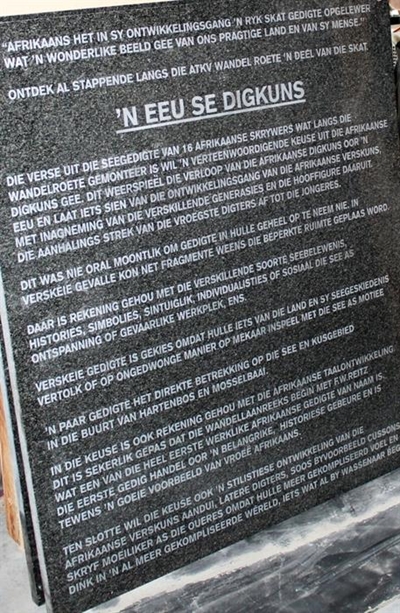 "AFRIKAANS HET IN SY ONTWIKKELINGSGANG 'N RYK SKAT GEDIGTE OPGELEWER
WAT 'N WONDERLIKE BEELD GEE VAN ONS PRAGTIGE LAND EN VAN SY MENSE."
ONTDEK AL STAPPENDE LANGS DIE ATKV WANDEL ROETE 'N DEEL VAN DIE SKAT.
'N EEU SE DIGKUNS
DIE VERSE UIT DIE SEEGEDIGTE VAN 16 AFRIKAANSE SKRYWERS WAT LANGS DIE
WANDELROETE GEMONTEER IS WIL 'N VERTEENWOORDIGENDE KEUSE UIT DIE AFRIKAANSE
DIGKUNS GEE. DIT WEERSPIEEL DIE VERLOOP VAN DIE AFRIKAANSE DIGKUNS OOR 'N
EEU EN LAAT IETS SIEN VAN DIE ONTWIKKELINGSGANG VAN DIE AFRIKAANSE VERSKUNS,
MET INAGNEMING VAN DIE VERSKILLENDE GENERASIES EN DIE HOOFFIGURE DAARUIT.
DIE AANHALINGS STREK VAN DIE VROEGSTE DIGTERS AF TOT DIE JONGERES.
DIT WAS NIE ORAL MOONTLIK OM GEDIGTE IN HULLE GEHEEL OP TE NEEM NIE. IN
VERSKEIE GEVALLE KON NET FRAGMENTE WEENS DIE BEPERKTE RUIMTE GEPLAAS WORD.
DAAR IS REKENING GEHOU MET DIE VERSKILLENDE SOORTE SEEBELEWENIS,
HISTORIES, SIMBOLIES, SINTUIGLIK, INDIVIDUALISTIES OF SOSIAAL DIE SEE AS
ONTSPANNING OF GEVAARLIKE WERKPLEK, ENS.
VERSKEIE GEDIGTE IS GEKIES OMDAT HULLE IETS VAN DIE LAND EN SY SEEGESKIEDENIS
VERTOLK OF OP ONGEDWONGE MANIER OP MEKAAR INSPEEL MET DIE SEE AS MOTIEF
'N PAAR GEDIGTE HET DIREKTE BETREKKING OP DIE SEE EN KUSGEBIED
IN DIE BUURT VAN HARTENBOS EN MOSSELBAAI.
IN DIE KEUSE IS OOK REKENING GEHOU MET DIE AFRIKAANSE TAALONTWIKKELING
DIT IS SEKERLIK GEPAS DAT DIE WANDELLAANREEKS BEGIN MET F.W. REITZ
WAT EEN VAN DIE HEEL EERSTE WERKLIKE AFRIKAANSE GEDIGTE VAN NAAM IS.
DIE EERSTE GEDIG HANDEL OOR 'N BELANGRIKE, HISTORIESE GEBEURE EN IS
TEWENS 'N GOEIE VOORBEELD VAN VROEË AFRIKAANS.
TEN SLOTTE WIL DIE KEUSE OOK 'N STILISTIESE ONTWIKKELING VAN DIE
AFRIKAANSE VERSKUNS AANDUI, LATERE DIGTERS, SOOS BYVOORBEELD CUSSONS
SKRYF MOEILIKER AS DIE OUERES OMDAT HULLE MEER GEKOMPLISEERD VOEL EN
DINK IN 'N AL MEER GEKOMPLISEERDE WÊRELD, IETS WAT AL BY WASSENAAR BEG